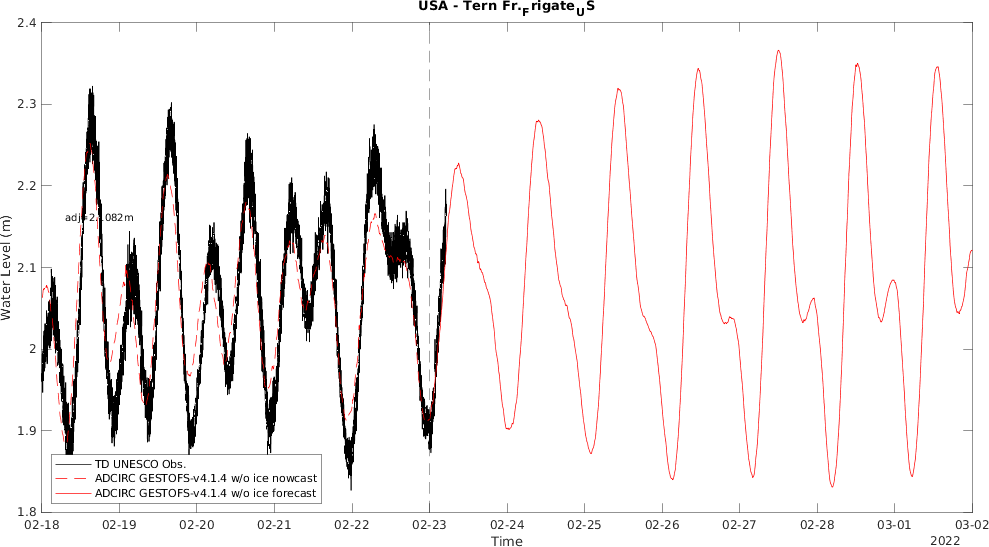 USA - Tern Fr.FrigateUS
2.4
2.3
2.2
2.1
2
1.9
1.8
Water Level (m)
adj=2.1082m
TD UNESCO Obs.
ADCIRC GESTOFS-v4.1.4 w/o ice nowcast
ADCIRC GESTOFS-v4.1.4 w/o ice forecast
02-18 02-19 02-20 02-21 02-22 02-23 02-24 02-25 02-26 02-27 02-28 03-01 03-02
Time
2022